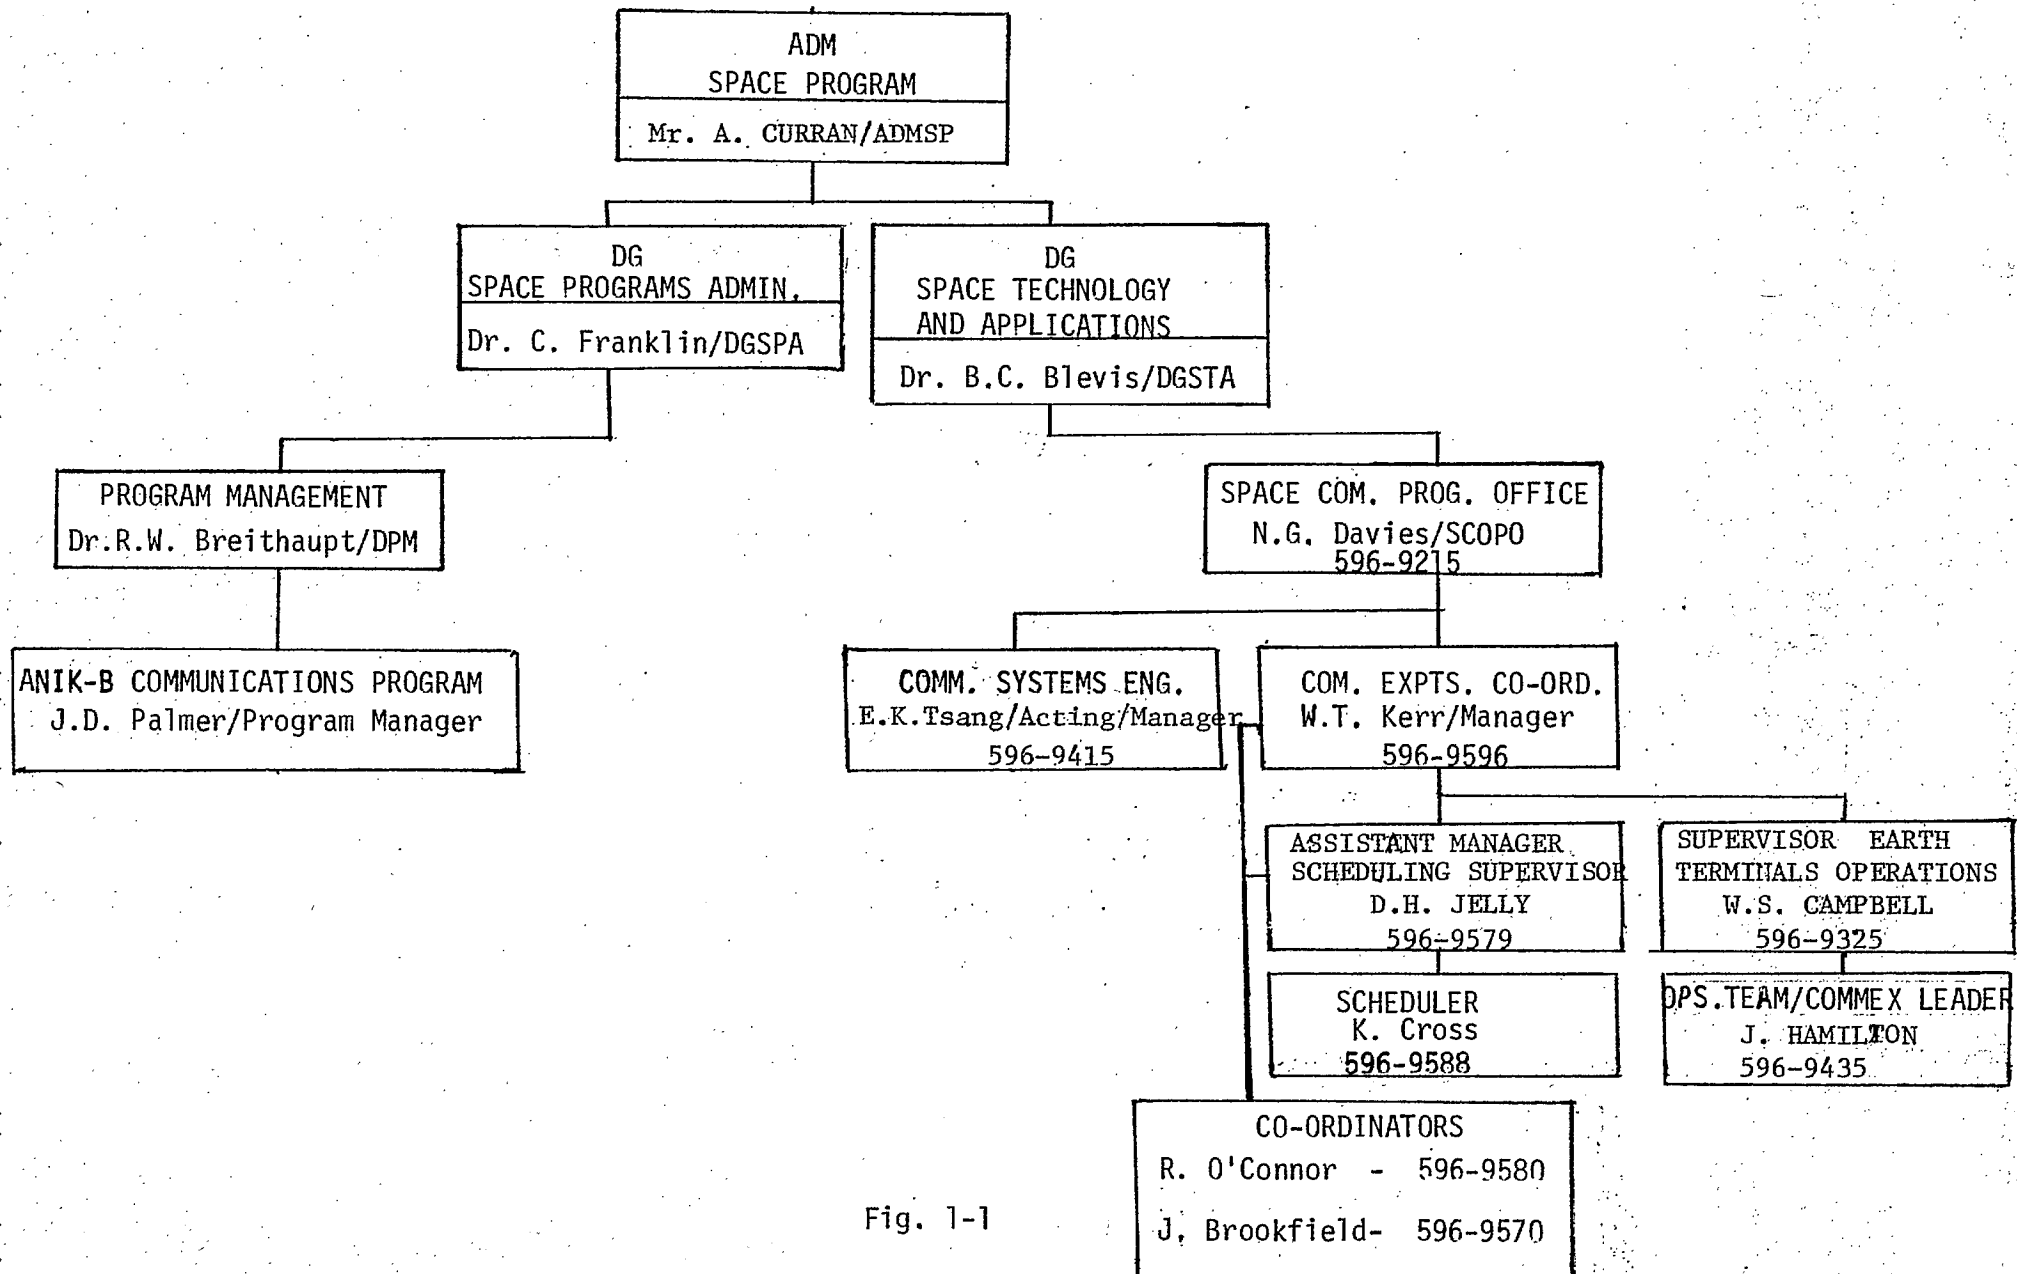 ADM
SPACE PROGRAM
Mr. A. CURRAN/ADMSP
DG
SPACE PROGRAMS ADMIN.
Dr. C. Franklin/DGSPA
DG
SPACE TECHNOLOGY
AND APPLICATIONS
Dr. B.C. Blevis/DGSTA
PROGRAM MANAGEMENT
Dr.R.W. Breithaupt/DPM
SPACE COM. PROG. OFFICE
N.G. Davies/SCOPO
596-9215
ANIK-B COMMUNICATIONS PROGRAM
J.D. Palmer/Program Manager
COMM. SYSTEMS ENG.
E.K.Tsang/Acting/Manager
596-9415
COM. EXPTS. CO-ORD.
W.T. Kerr/Manager
596-9596
ASSISTANT MANAGER
SCHEDULING SUPERVISOR
D.H. JELLY
596-9579
SUPERVISOR EARTH
TERMINALS OPERATIONS
W.S. CAMPBELL
596-9325
SCHEDULER
K. Cross
596-9588
OPS.TEAM/COMMEX LEADER
J. HAMILTON
596-9435
CO-ORDINATORS
R. O'Connor - 596-9580
J. Brookfield- 596-9570
Fig. 1-1